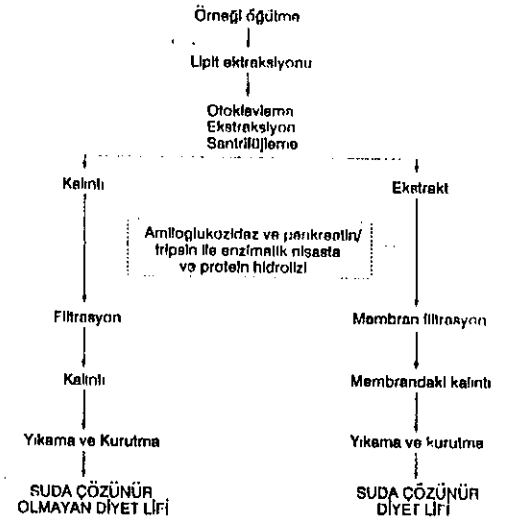 Örneği öğütme
Lipit ektraksiyonu
Otoklavlama
Ekstraksiyon
Santrifüjleme
Kalıntı
Ekstrakt
Amiloglukozidaz ve pankreatin/
tripsin ile enzimatik nişasta
ve protein hidrolizi
Filtrasyon
Membran filtrasyon
Kalıntı
Membrandaki kalıntı
Yıkama ve Kurutma
Yıkama ve kurutma
SUDA ÇÖZÜNÜR
OLMAYAN DİYET LİFİ
SUDA ÇÖZÜNÜR
DİYET LİFİ